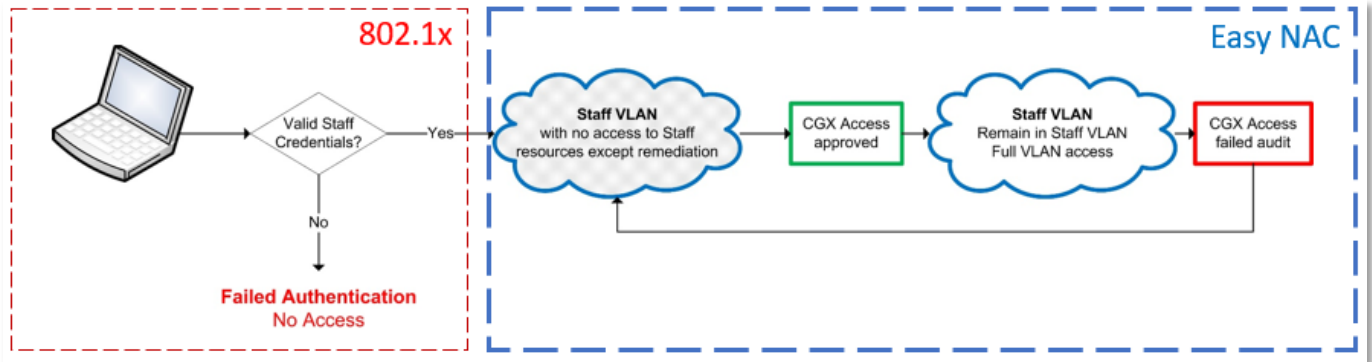 802.1x
Easy NAC
Valid Staff
Credentials?
Yes
No
Failed Authentication
No Access
Staff VLAN
with no access to Staff
resources except remediation
CGX Access
approved
Staff VLAN
Remain in Staff VLAN
Full VLAN access
CGX Access
failed audit